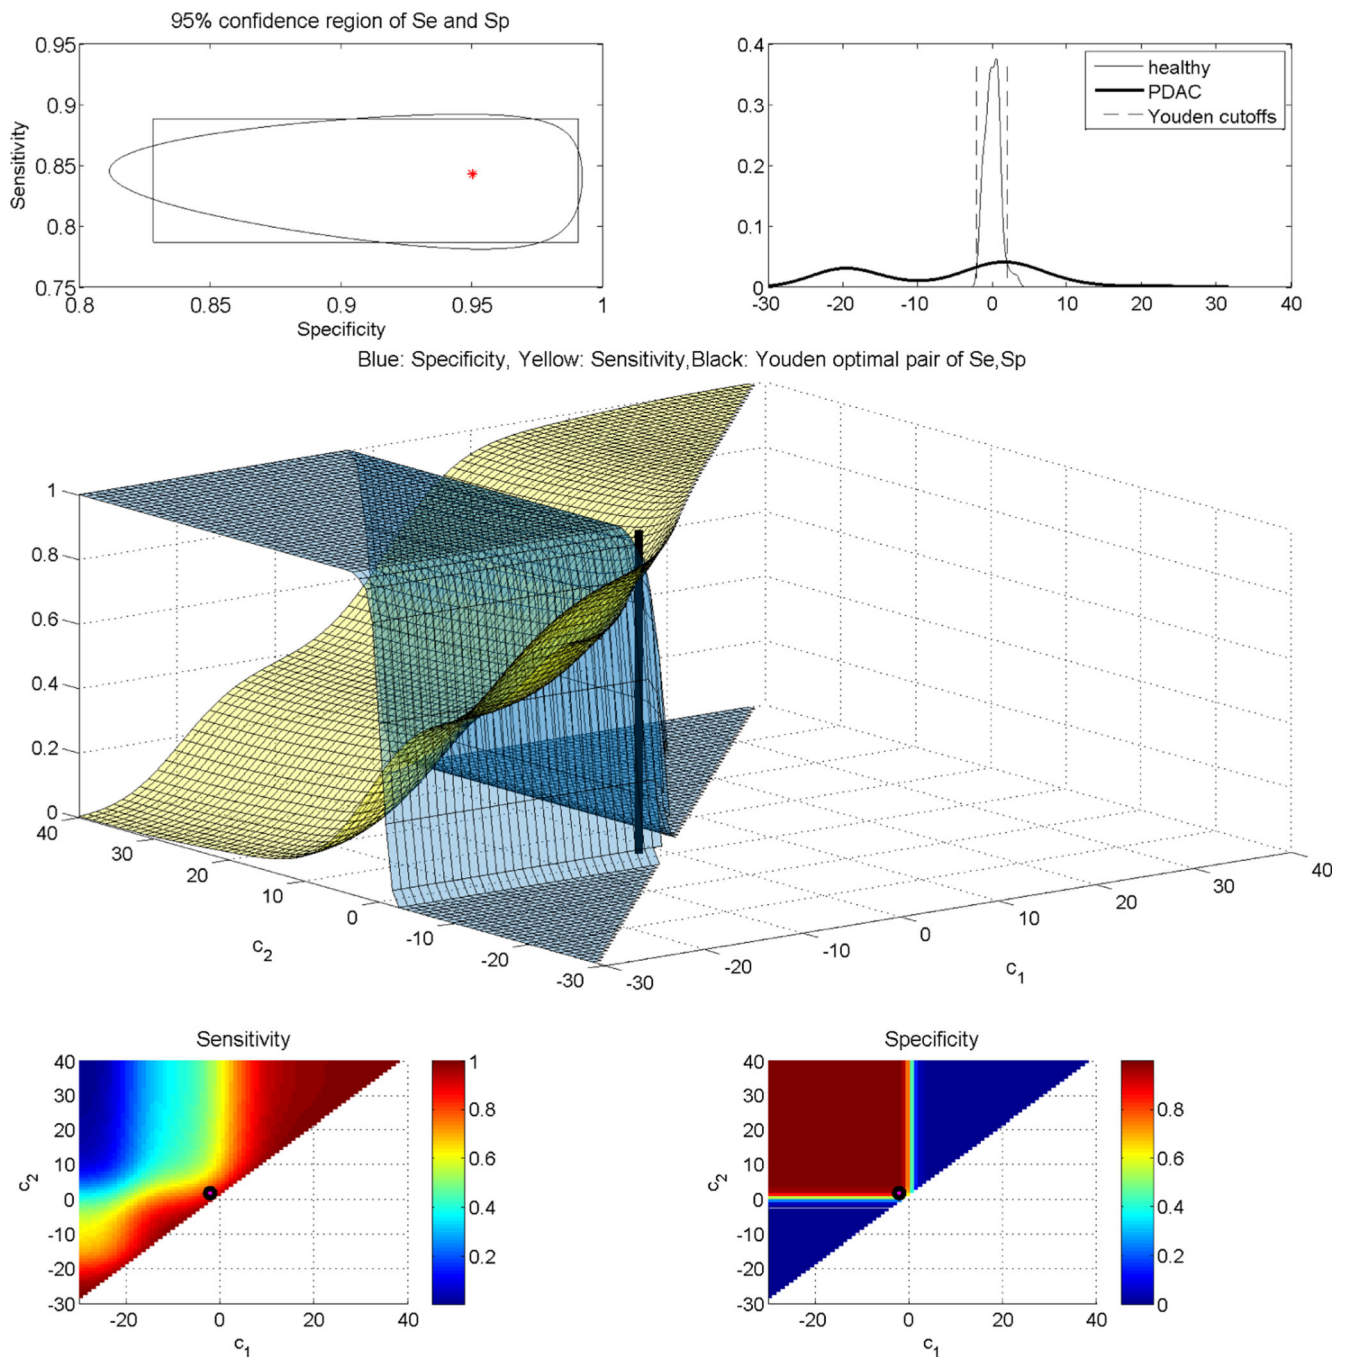 95% confidence region of Se and Sp
0.95
0.9
0.85
0.8
0.75
Sensitivity
0.8 0.85 0.9 0.95 1
Specificity
0.4
0.3
0.2
0.1
0
healthy
PDAC
Youden cutoffs
-30 -20 -10 0 10 20 30 40
Blue: Specificity, Yellow: Sensitivity,Black: Youden optimal pair of Se,Sp
1
0.8
0.6
0.4
0.2
0
40 30 20 10 0 -10 -20 -30
c2
-30 -20 -10 0 10 20 30 40
c1
Sensitivity
40
30
20
10
0
-10
-20
-30
c2
-20 0 20 40
c1
1
0.8
0.6
0.4
0.2
Specificity
40
30
20
10
0
-10
-20
-30
c2
-20 0 20 40
c1
0.8
0.6
0.4
0.2
0